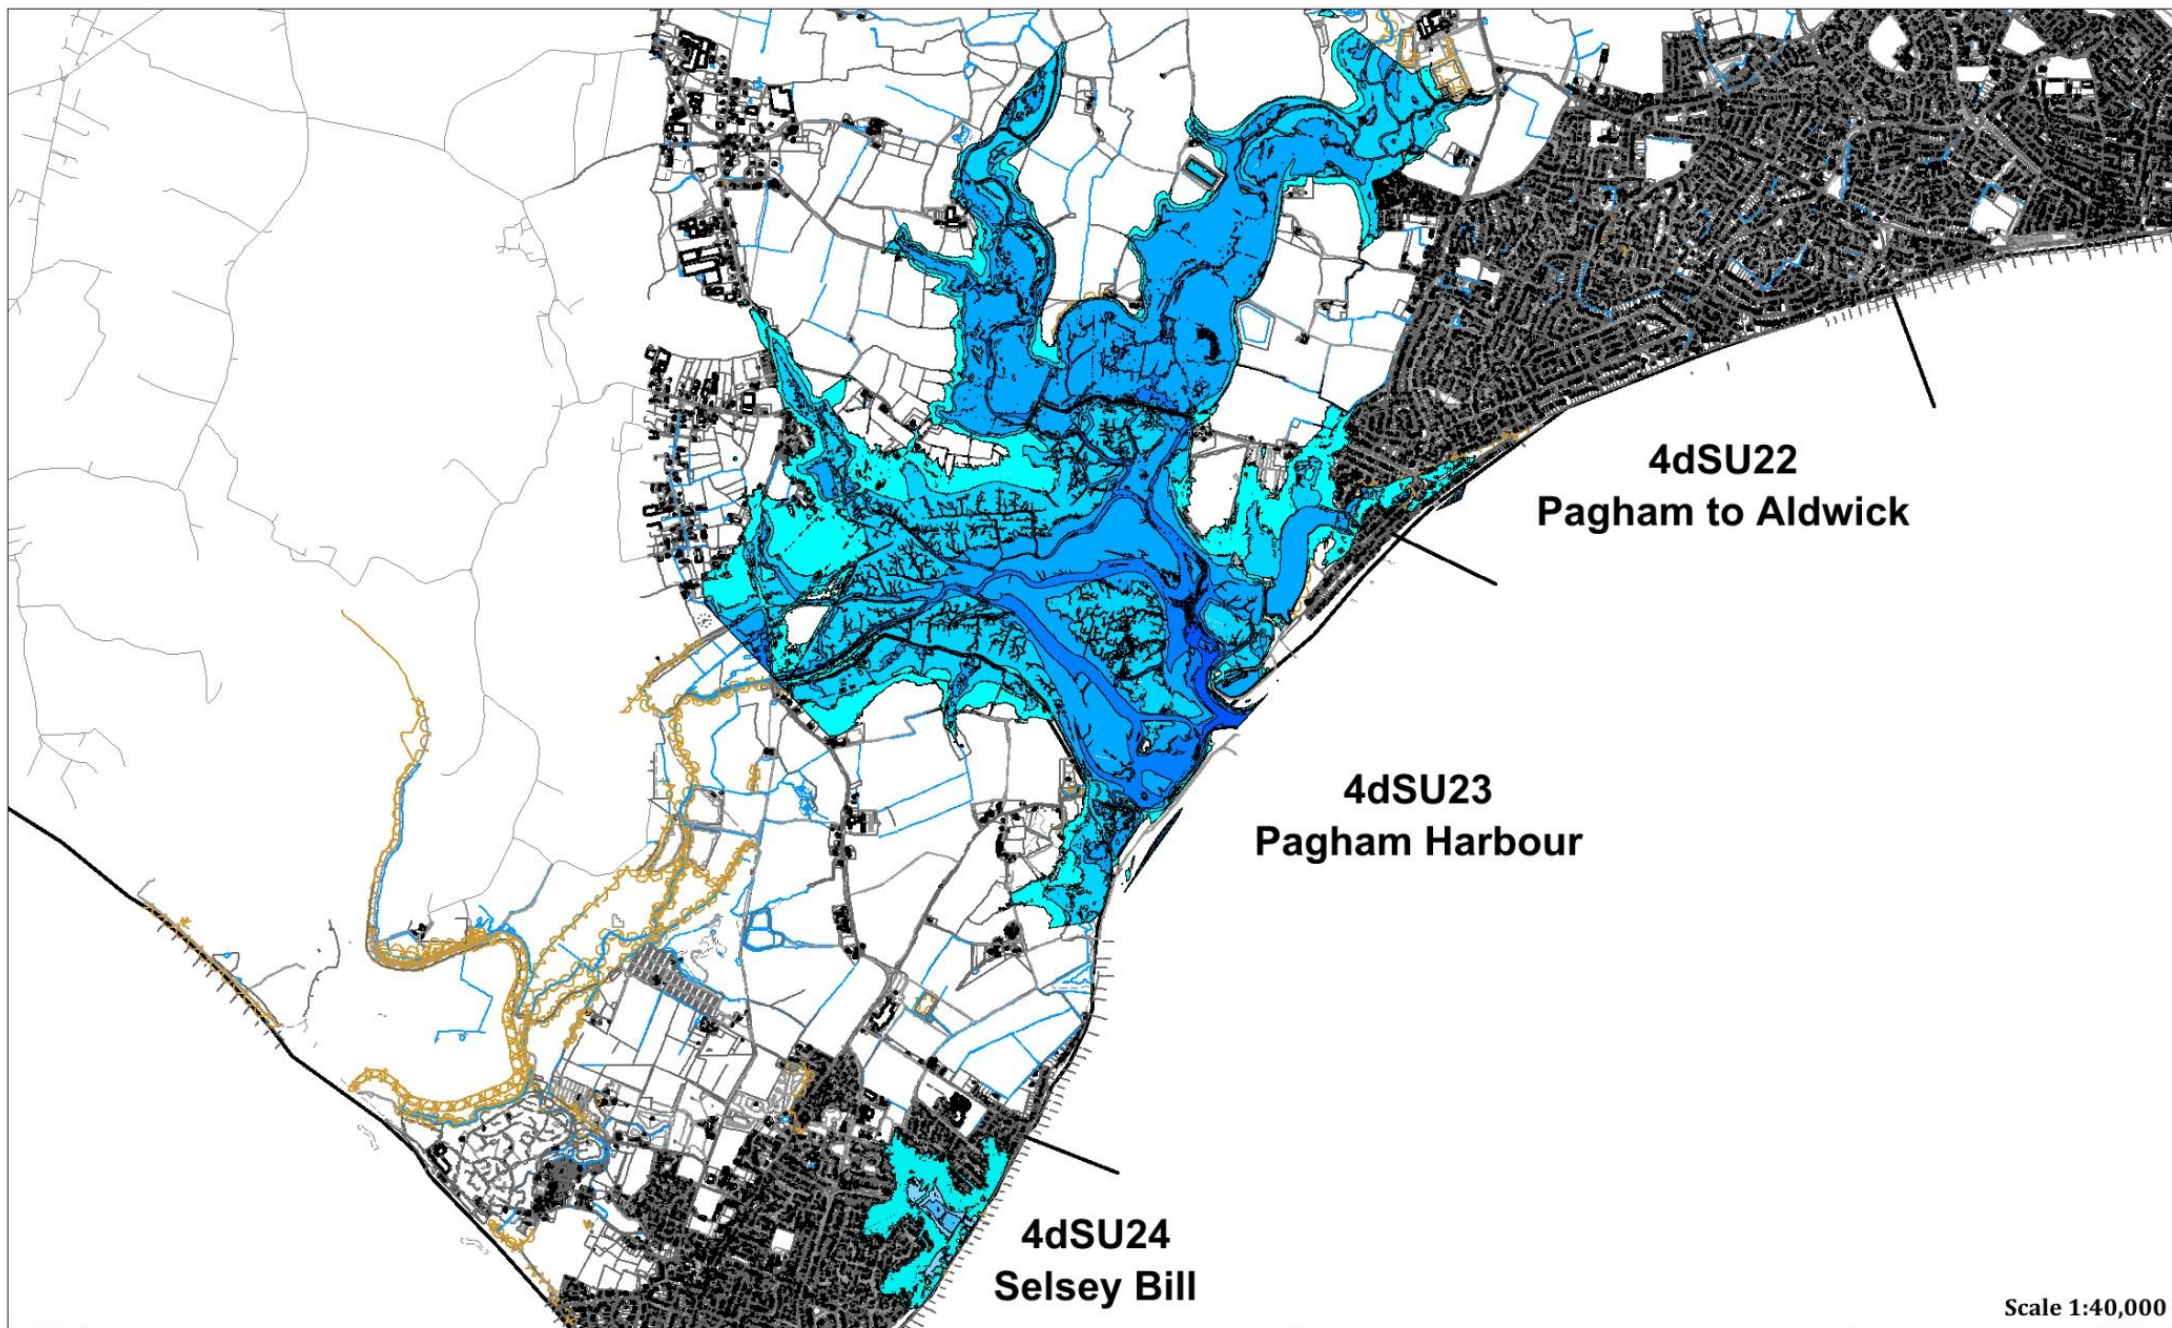 4dSU22
Pagham to Aldwick
4dSU23
Pagham Harbour
4dSU24
Selsey Bill
Scale 1:40,000